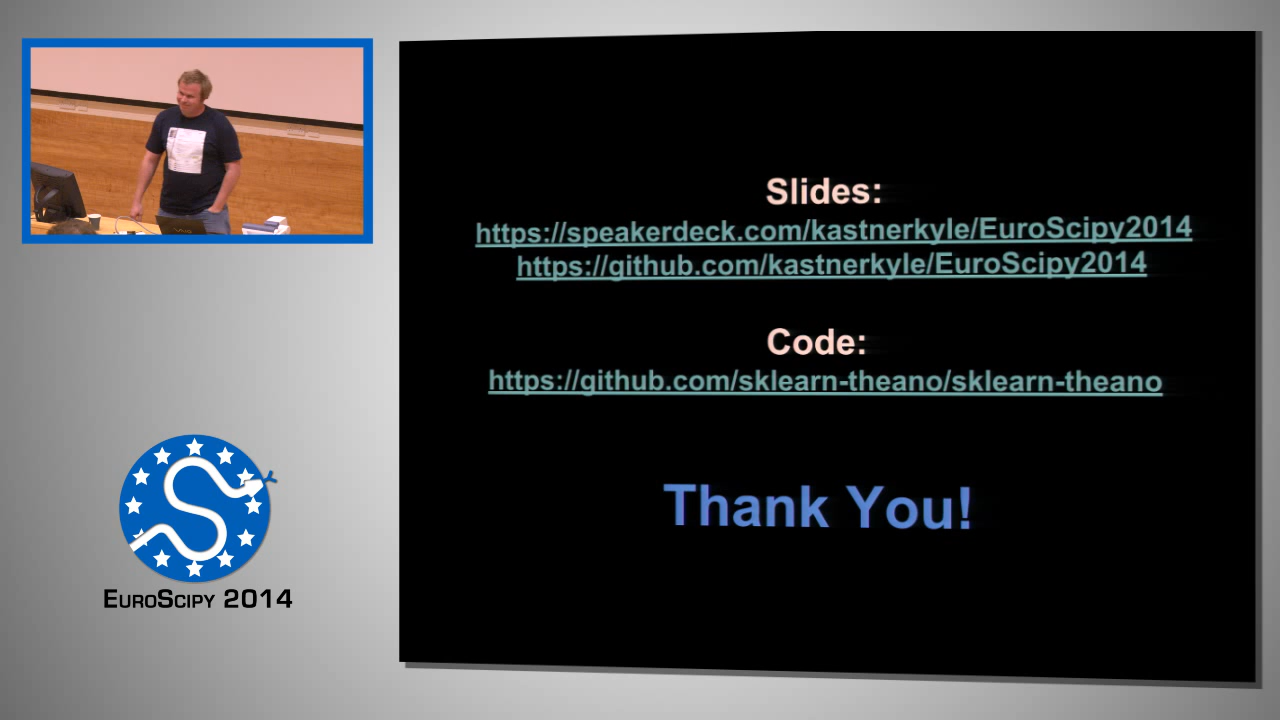 Slides:
https://speakerdeck.com/kastnerkyle/EuroScipy2014
https://github.com/kastnerkyle/EuroScipy2014
Code:
https://github.com/sklearn-theano/sklearn-theano
Thank You!
EuroScipy 2014